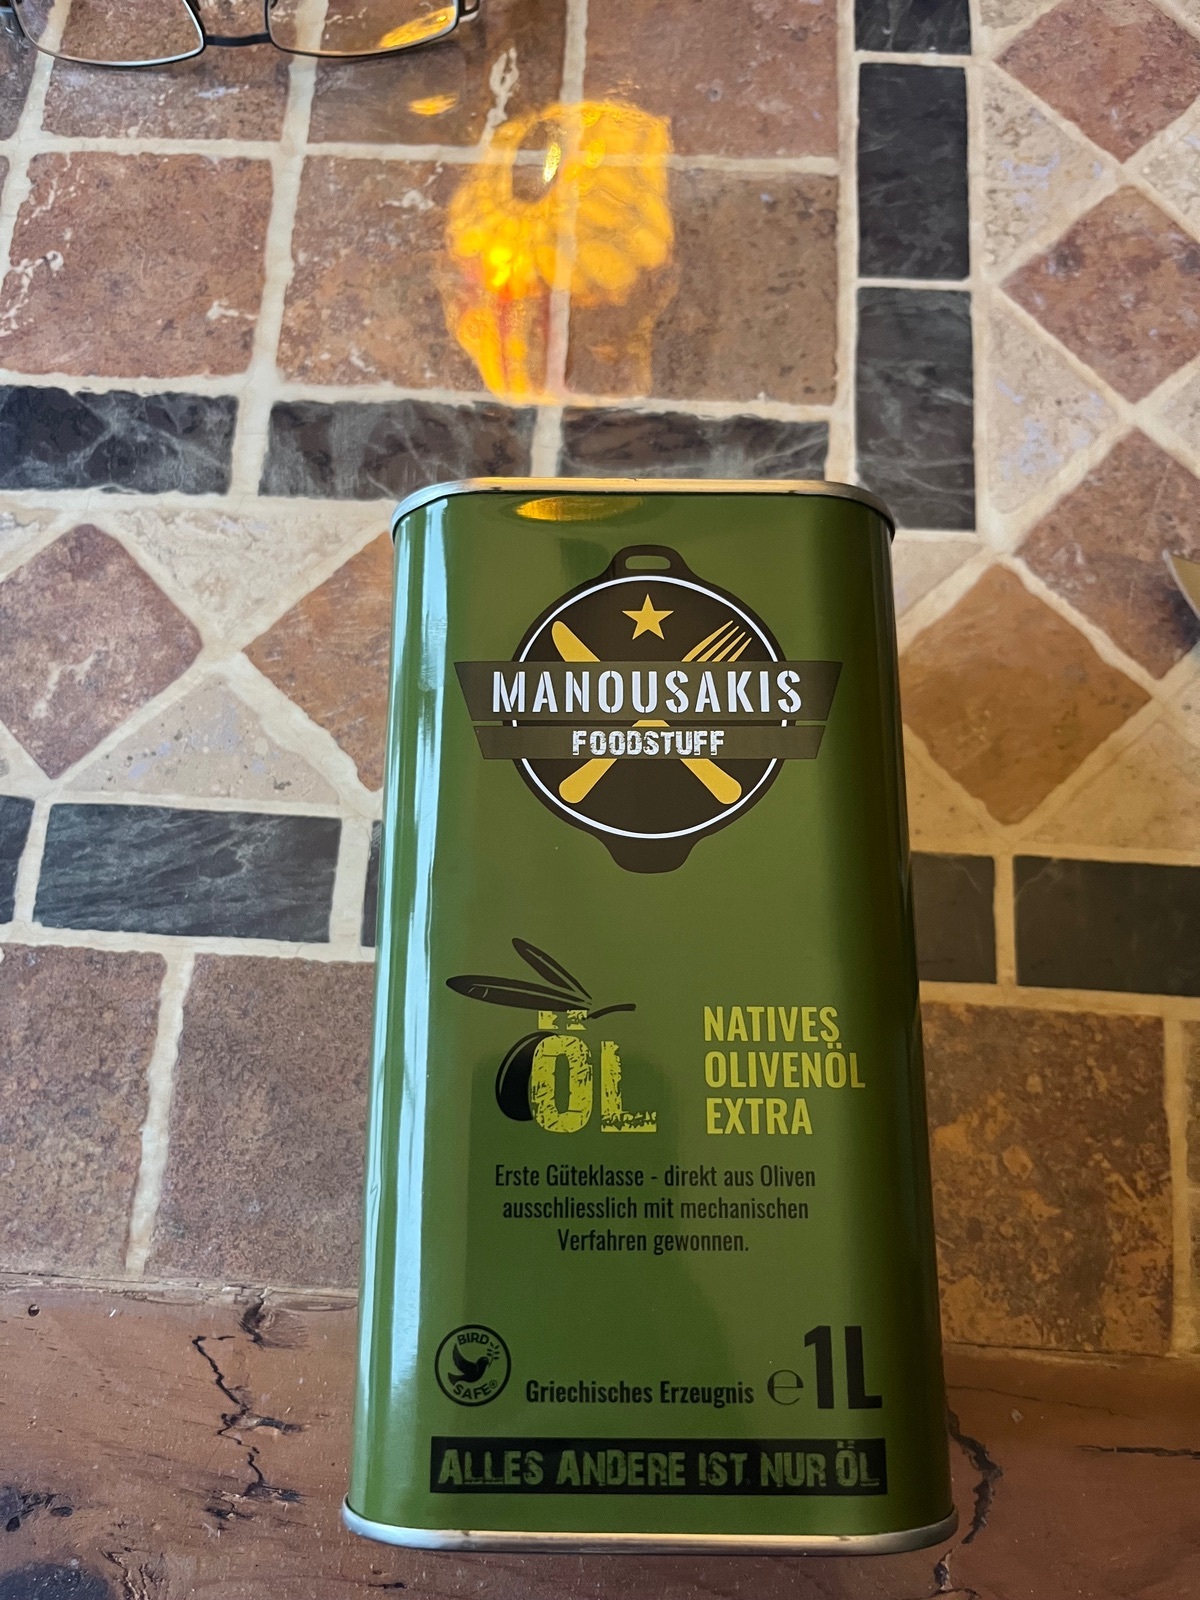 MANOUSAKIS
FOODSTUFF
ÖL
NATIVES
OLIVENÖL
EXTRA
Erste Güteklasse - direkt aus Oliven
ausschliesslich mit mechanischen
Verfahren gewonnen.
BIRD
SAFE®
Griechisches Erzeugnis ℮ 1L
ALLES ANDERE IST NUR ÖL